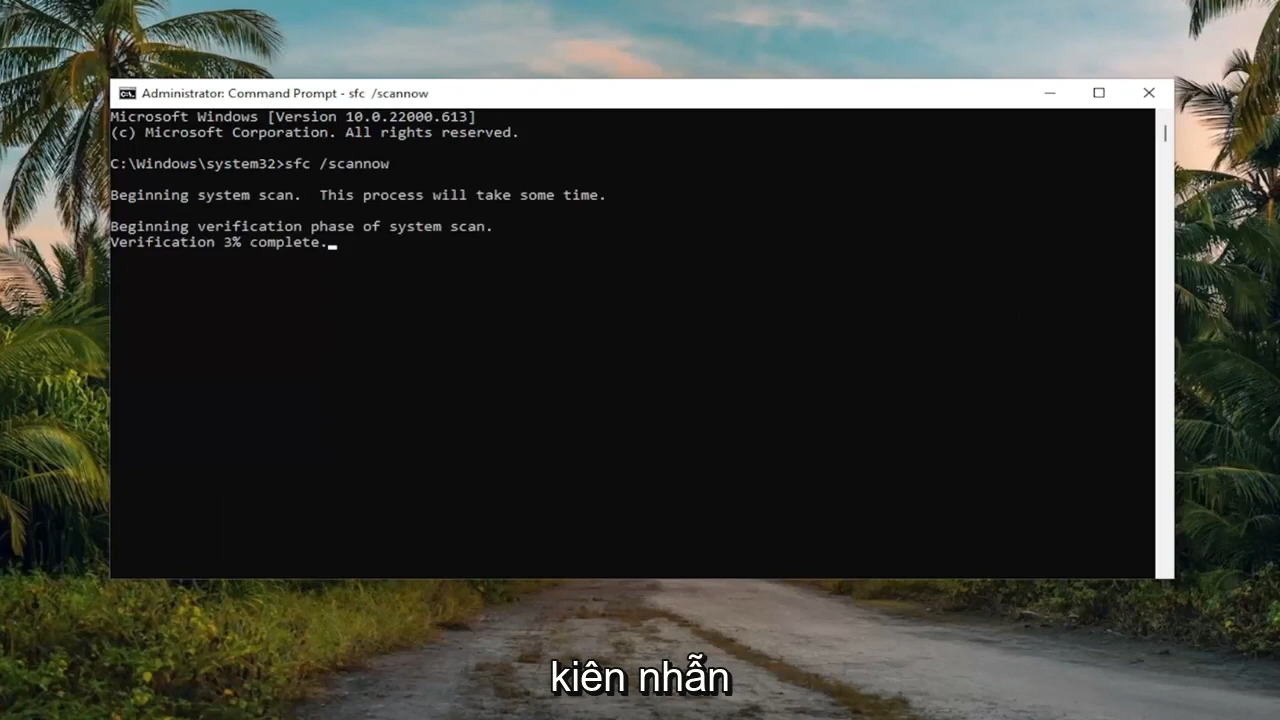 Administrator: Command Prompt - sfc /scannow
Microsoft Windows [Version 10.0.22000.613]
(c) Microsoft Corporation. All rights reserved.
C:\Windows\system32>sfc /scannow
Beginning system scan.  This process will take some time.
Beginning verification phase of system scan.
Verification 3% complete.
kiên nhẫn